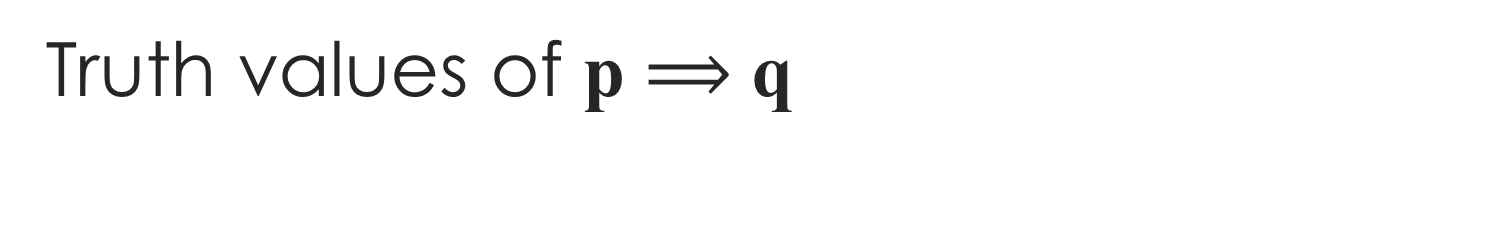 Truth values of p ⟹ q